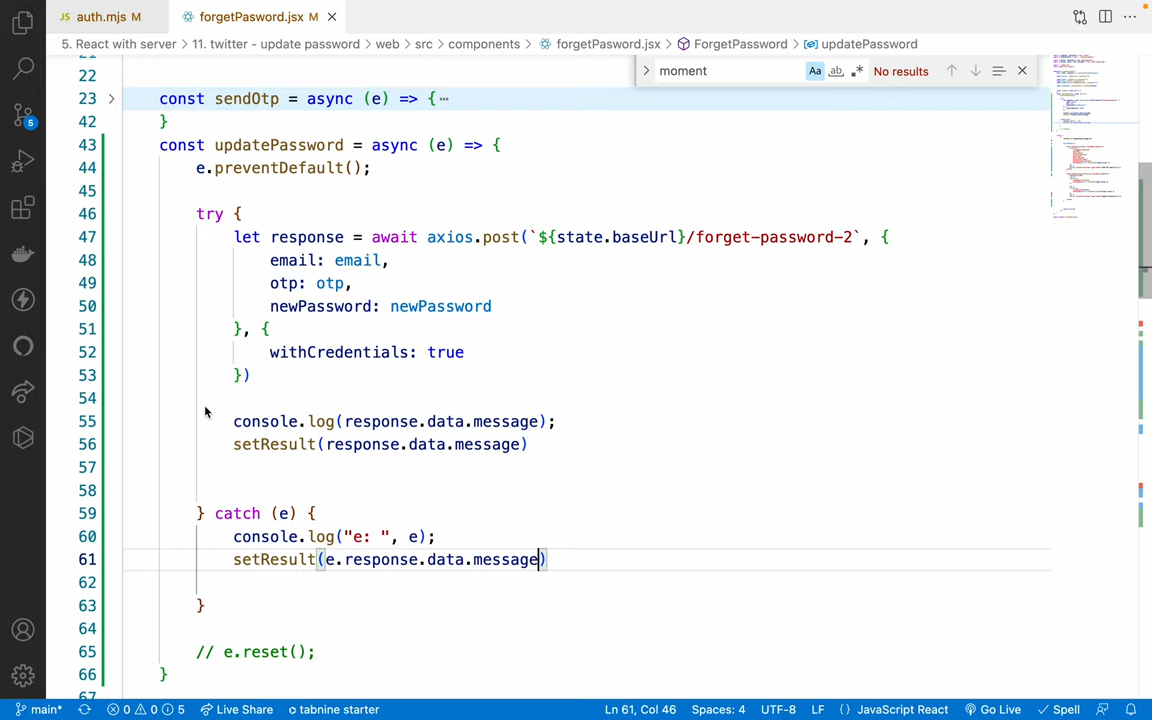 JS auth.mjs M
forgetPasword.jsx M
5. React with server > 11. twitter - update password > web > src > components > forgetPasword.jsx > ForgetPassword > updatePassword
moment
Aa
ab
No results
22
23 const sendOtp = async (e) => {…
42 }
43 const updatePassword = async (e) => {
44 e.preventDefault();
45
46 try {
47 let response = await axios.post(`${state.baseUrl}/forget-password-2`, {
48 email: email,
49 otp: otp,
50 newPassword: newPassword
51 }, {
52 withCredentials: true
53 })
54
55 console.log(response.data.message);
56 setResult(response.data.message)
57
58
59 } catch (e) {
60 console.log("e: ", e);
61 setResult(e.response.data.message)
62
63 }
64
65 // e.reset();
66 }
67
5
main* 0 0 5 Live Share tabnine starter Ln 61, Col 46 Spaces: 4 UTF-8 LF {} JavaScript React Go Live Spell